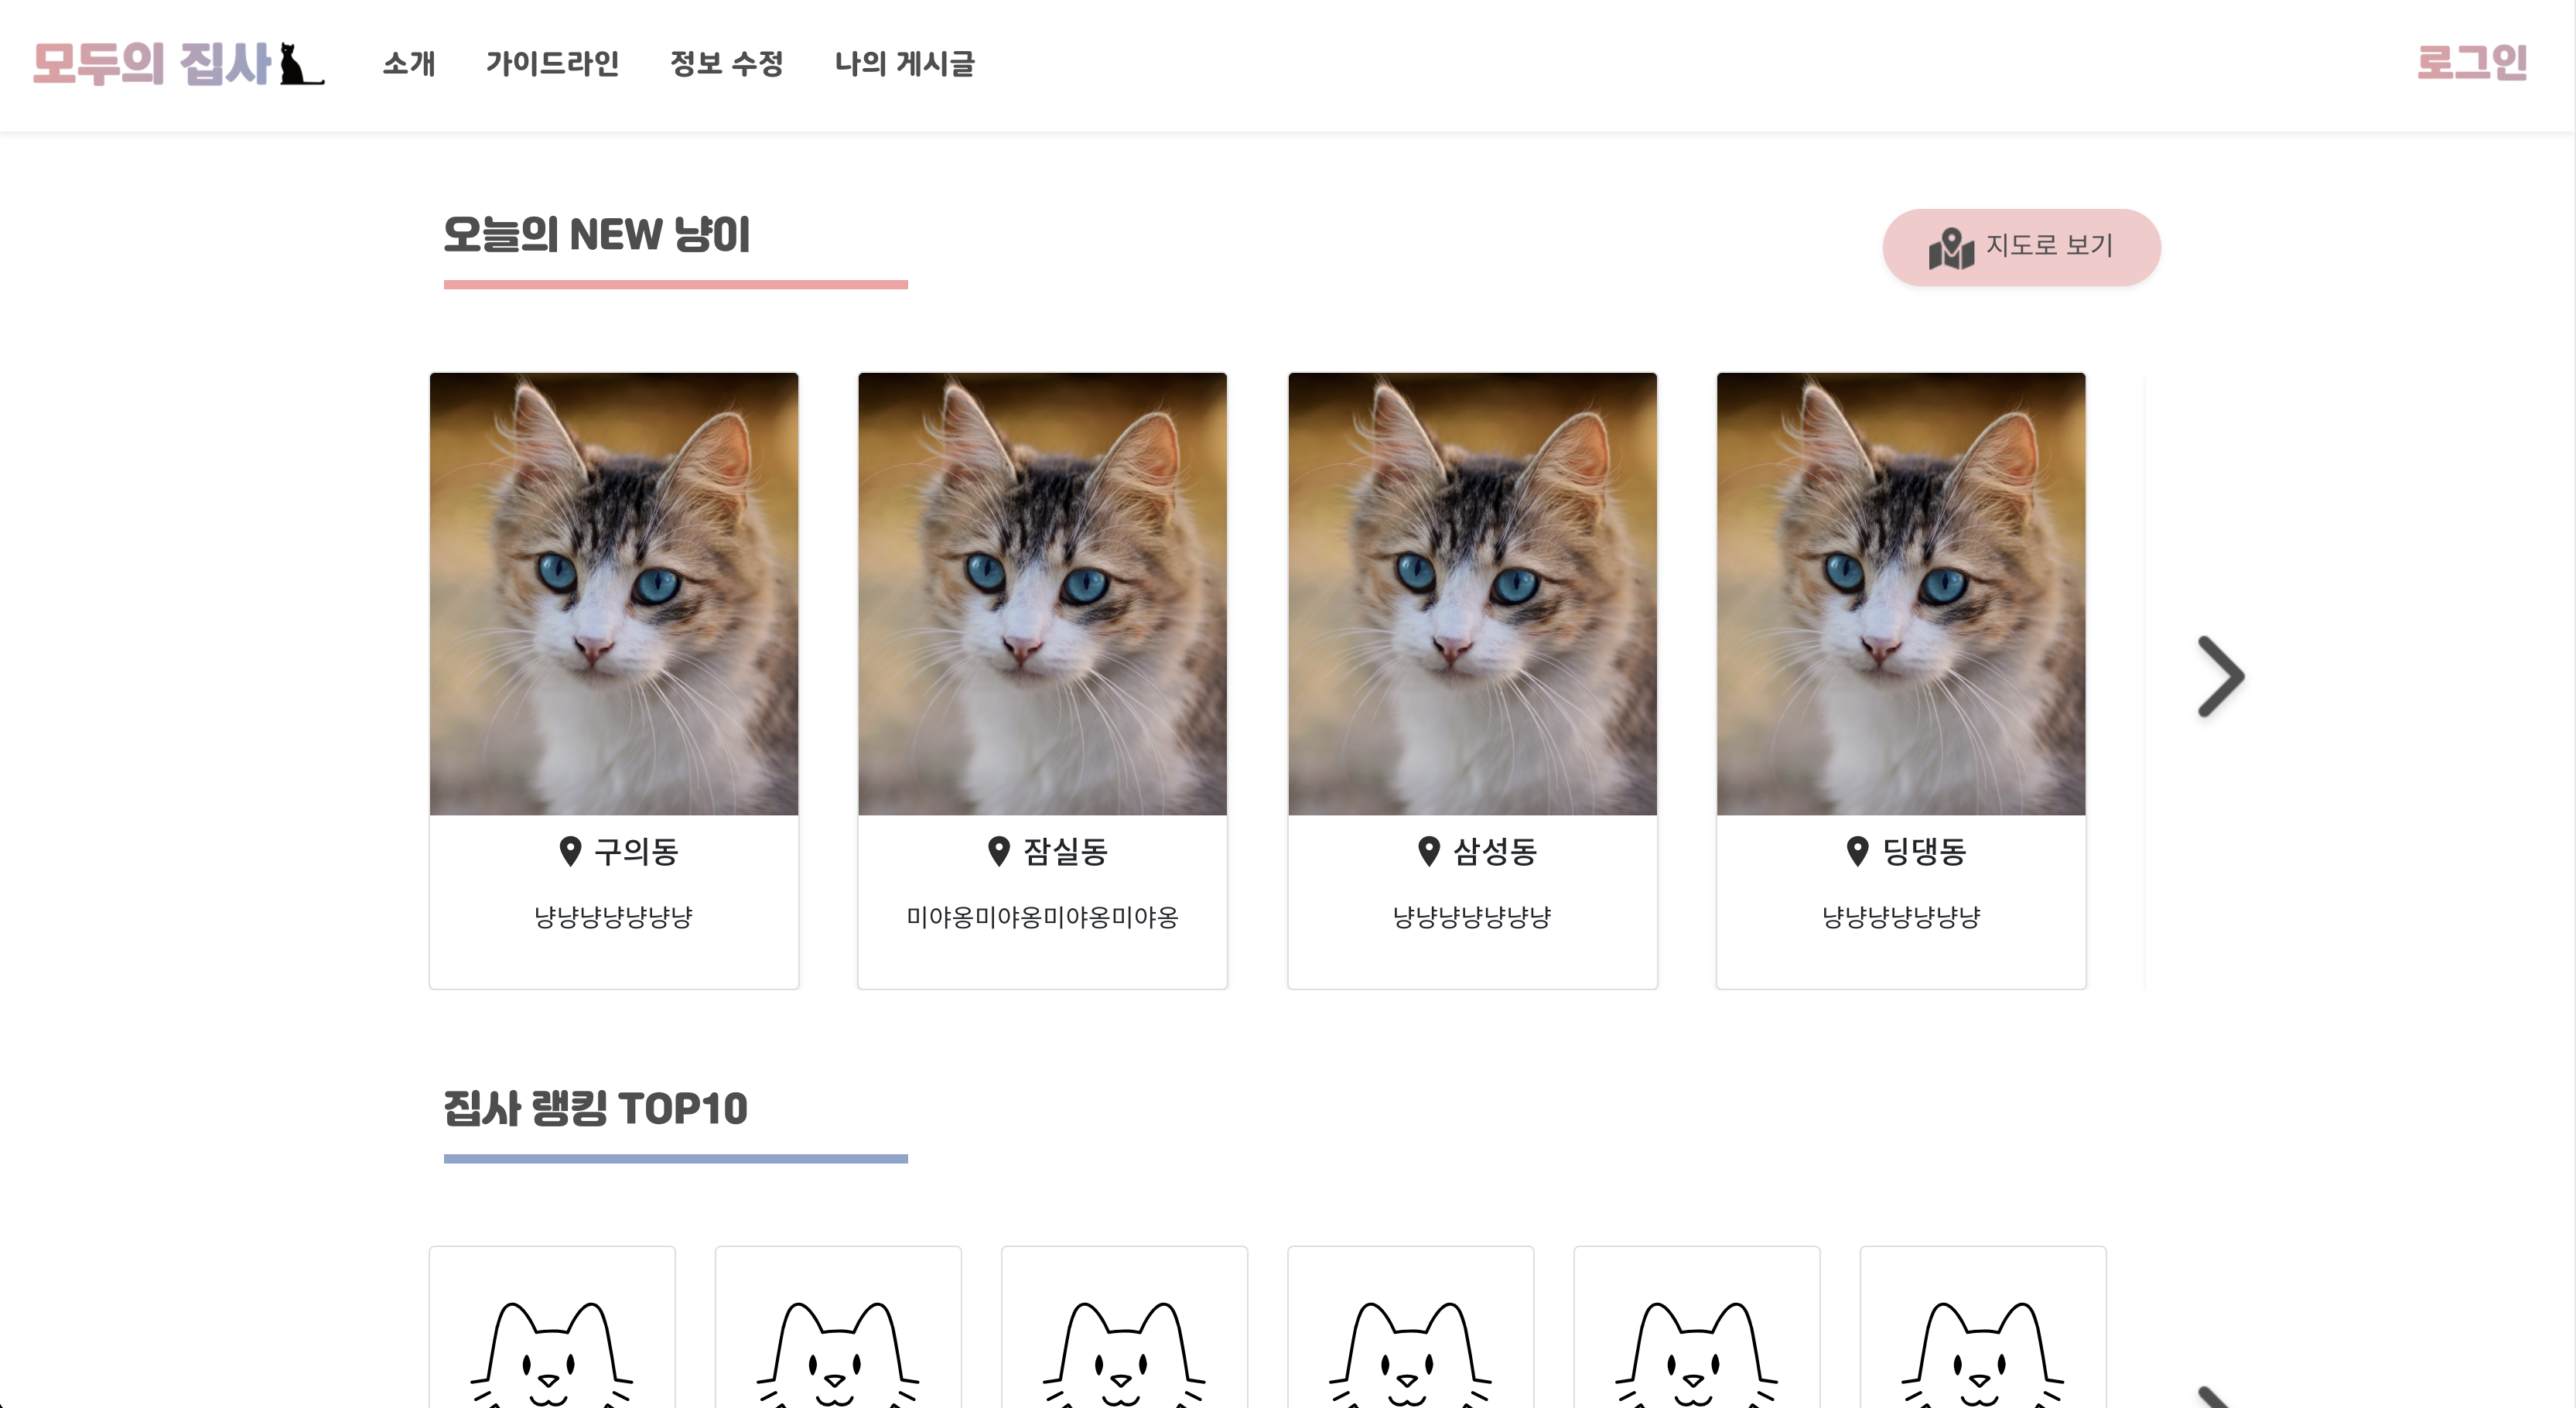 모두의 집사 소개 가이드라인 정보 수정 나의 게시글 로그인
오늘의 NEW 냥이
지도로 보기
구의동 잠실동 삼성동 딩댕동
냥냥냥냥냥냥냥 미야옹미야옹미야옹미야옹 냥냥냥냥냥냥냥 냥냥냥냥냥냥냥
집사 랭킹 TOP10